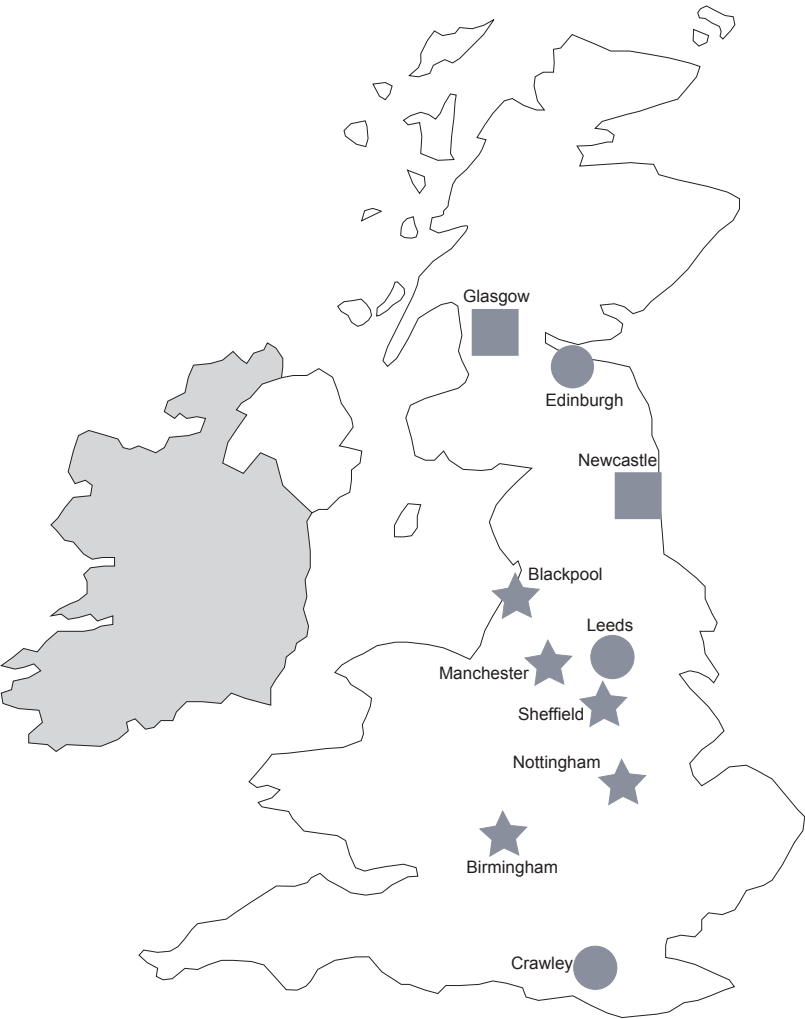 Glasgow
Edinburgh
Newcastle
Blackpool
Leeds
Manchester
Sheffield
Nottingham
Birmingham
Crawley